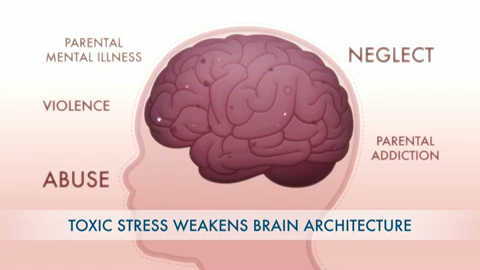 PARENTAL
MENTAL ILLNESS
NEGLECT
VIOLENCE
PARENTAL
ADDICTION
ABUSE
TOXIC STRESS WEAKENS BRAIN ARCHITECTURE